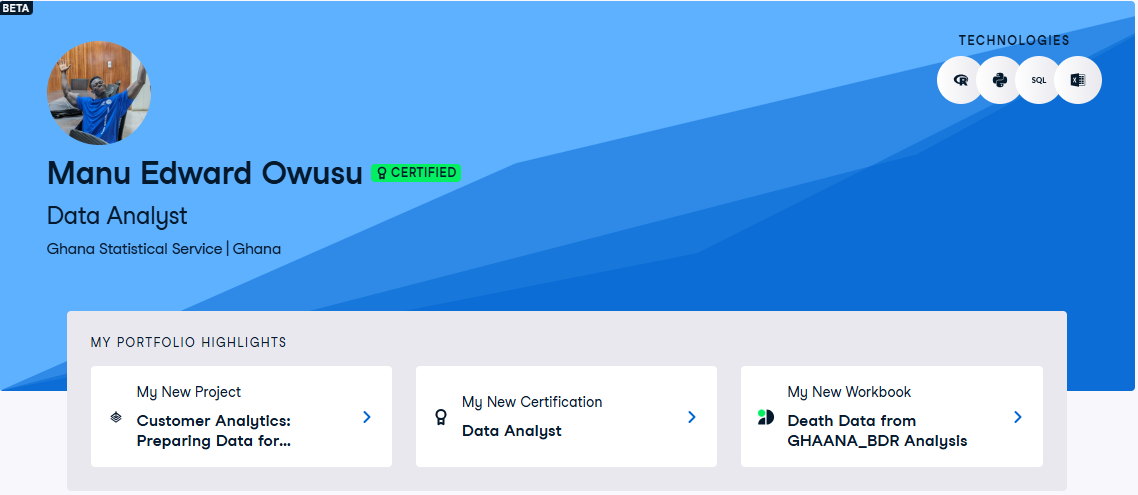 BETA
TECHNOLOGIES
R
SQL
X
Manu Edward Owusu
CERTIFIED
Data Analyst
Ghana Statistical Service | Ghana
MY PORTFOLIO HIGHLIGHTS
My New Project
Customer Analytics:
Preparing Data for...
My New Certification
Data Analyst
My New Workbook
Death Data from
GHAANA_BDR Analysis